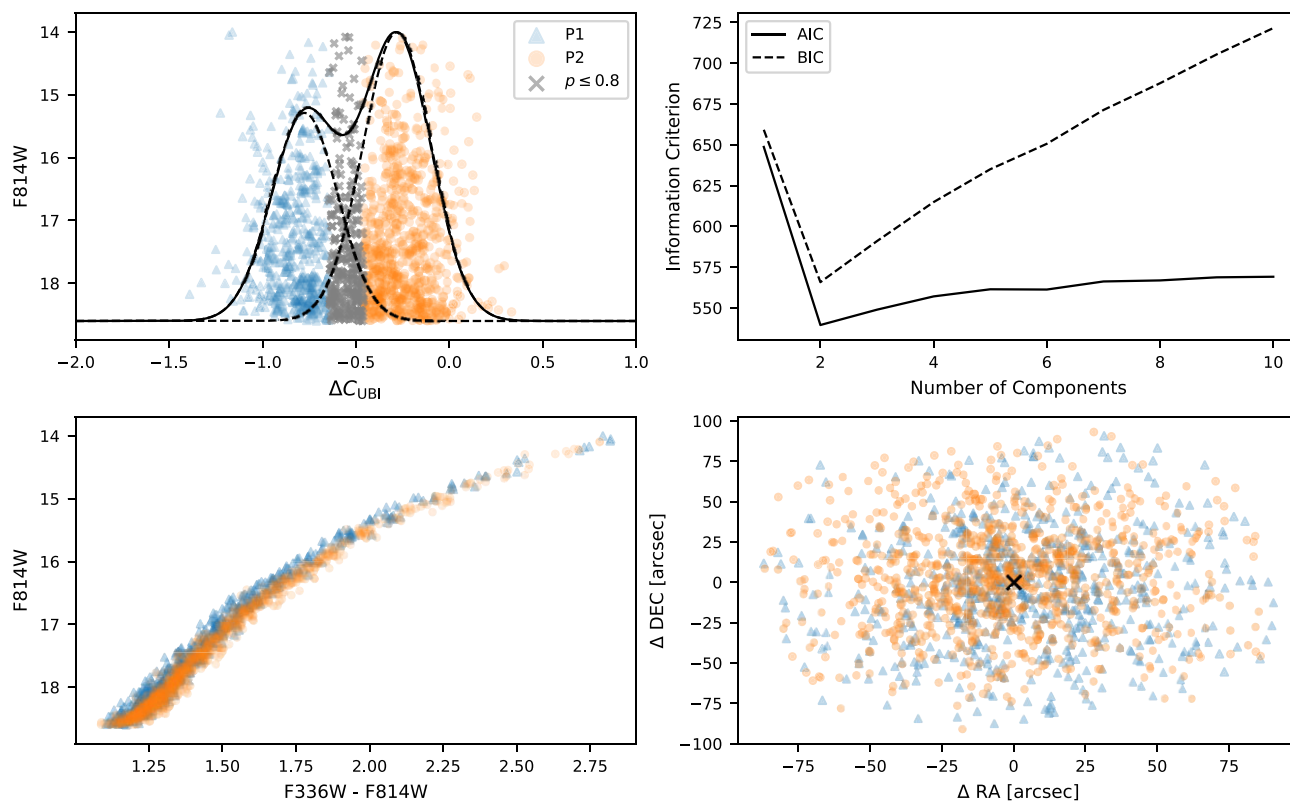 P1
P2
p ≤ 0.8
14
15
16
17
18
F814W
−2.0 −1.5 −1.0 −0.5 0.0 0.5 1.0
ΔC_UBI
AIC
BIC
725
700
675
650
625
600
575
550
Information Criterion
2 4 6 8 10
Number of Components
14
15
16
17
18
F814W
1.25 1.50 1.75 2.00 2.25 2.50 2.75
F336W - F814W
100
75
50
25
0
−25
−50
−75
−100
Δ DEC [arcsec]
−75 −50 −25 0 25 50 75
Δ RA [arcsec]